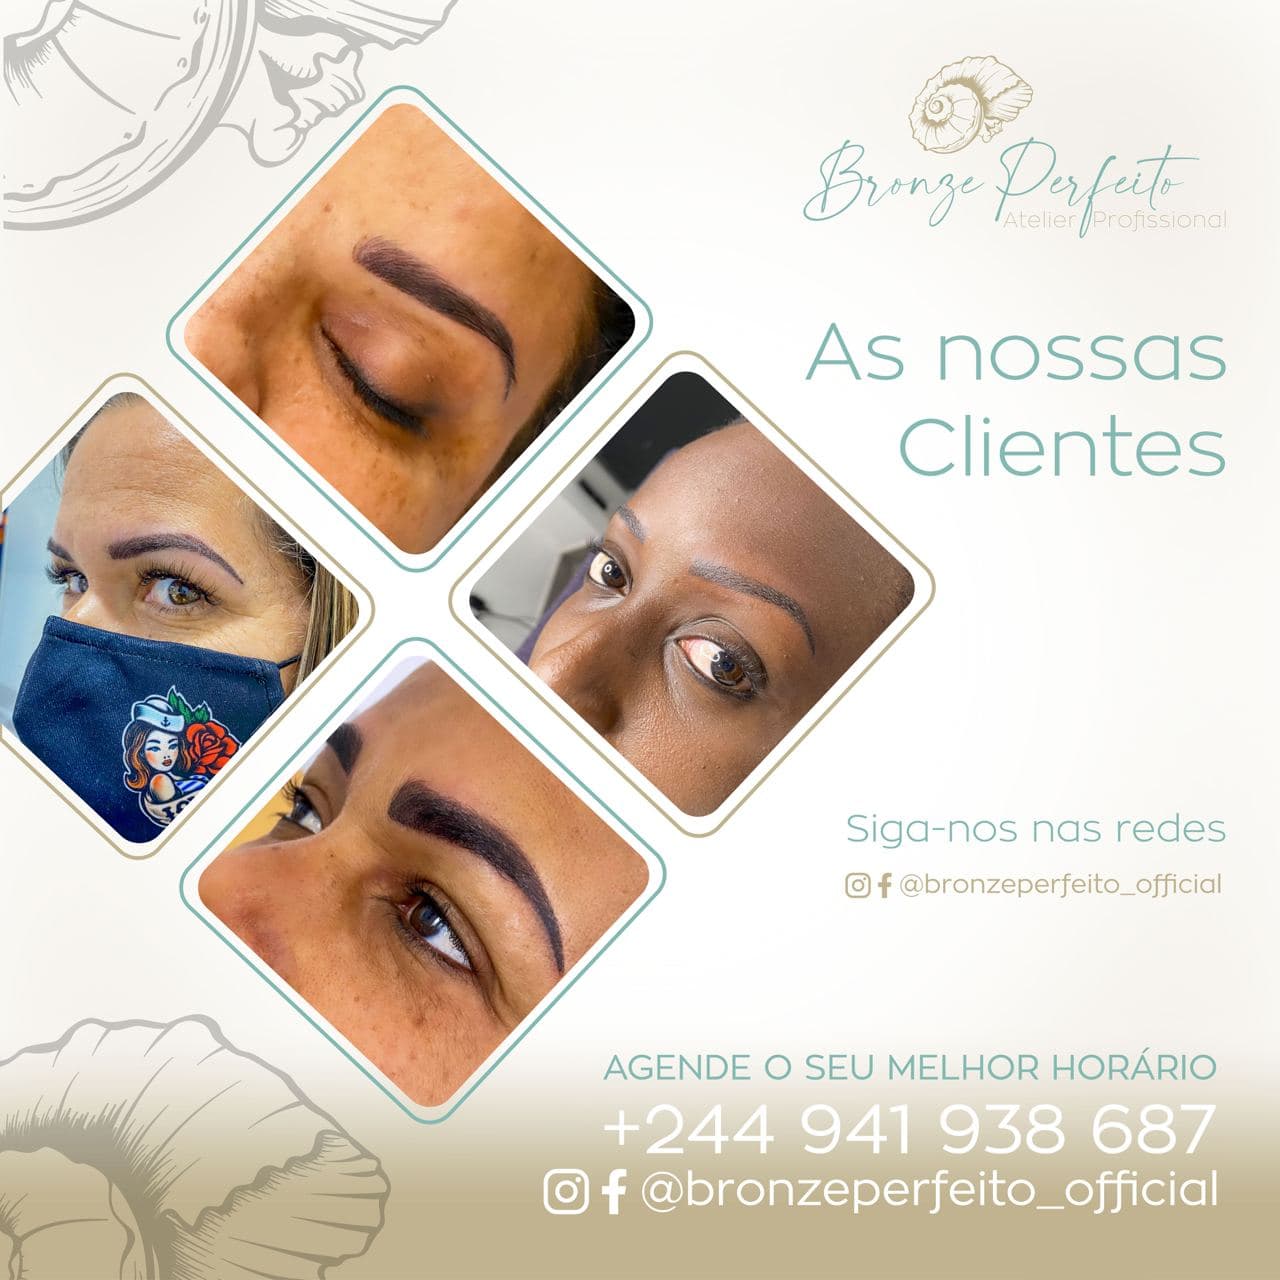 Bronze Perfeito
Atelier Profissional
As nossas
Clientes
Siga-nos nas redes
@bronzeperfeito_official
AGENDE O SEU MELHOR HORÁRIO
+244 941 938 687
@bronzeperfeito_official